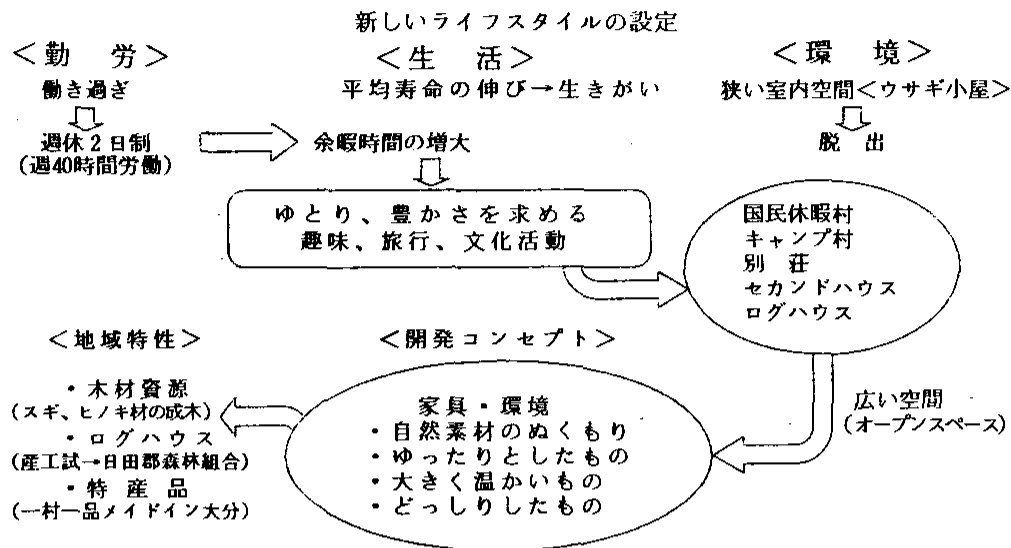 新しいライフスタイルの設定
<勤　労>
働き過ぎ
週休2日制
(週40時間労働)
<生　活>
平均寿命の伸び→生きがい
余暇時間の増大
ゆとり、豊かさを求める
趣味、旅行、文化活動
<環　境>
狭い室内空間<ウサギ小屋>
脱　出
国民休暇村
キャンプ村
別　荘
セカンドハウス
ログハウス
広い空間
(オープンスペース)
<開発コンセプト>
家具・環境
・自然素材のぬくもり
・ゆったりとしたもの
・大きく温かいもの
・どっしりしたもの
<地域特性>
・木材資源
(スギ、ヒノキ材の成木)
・ログハウス
(産工試→日田郡森林組合)
・特産品
(一村一品メイドイン大分)